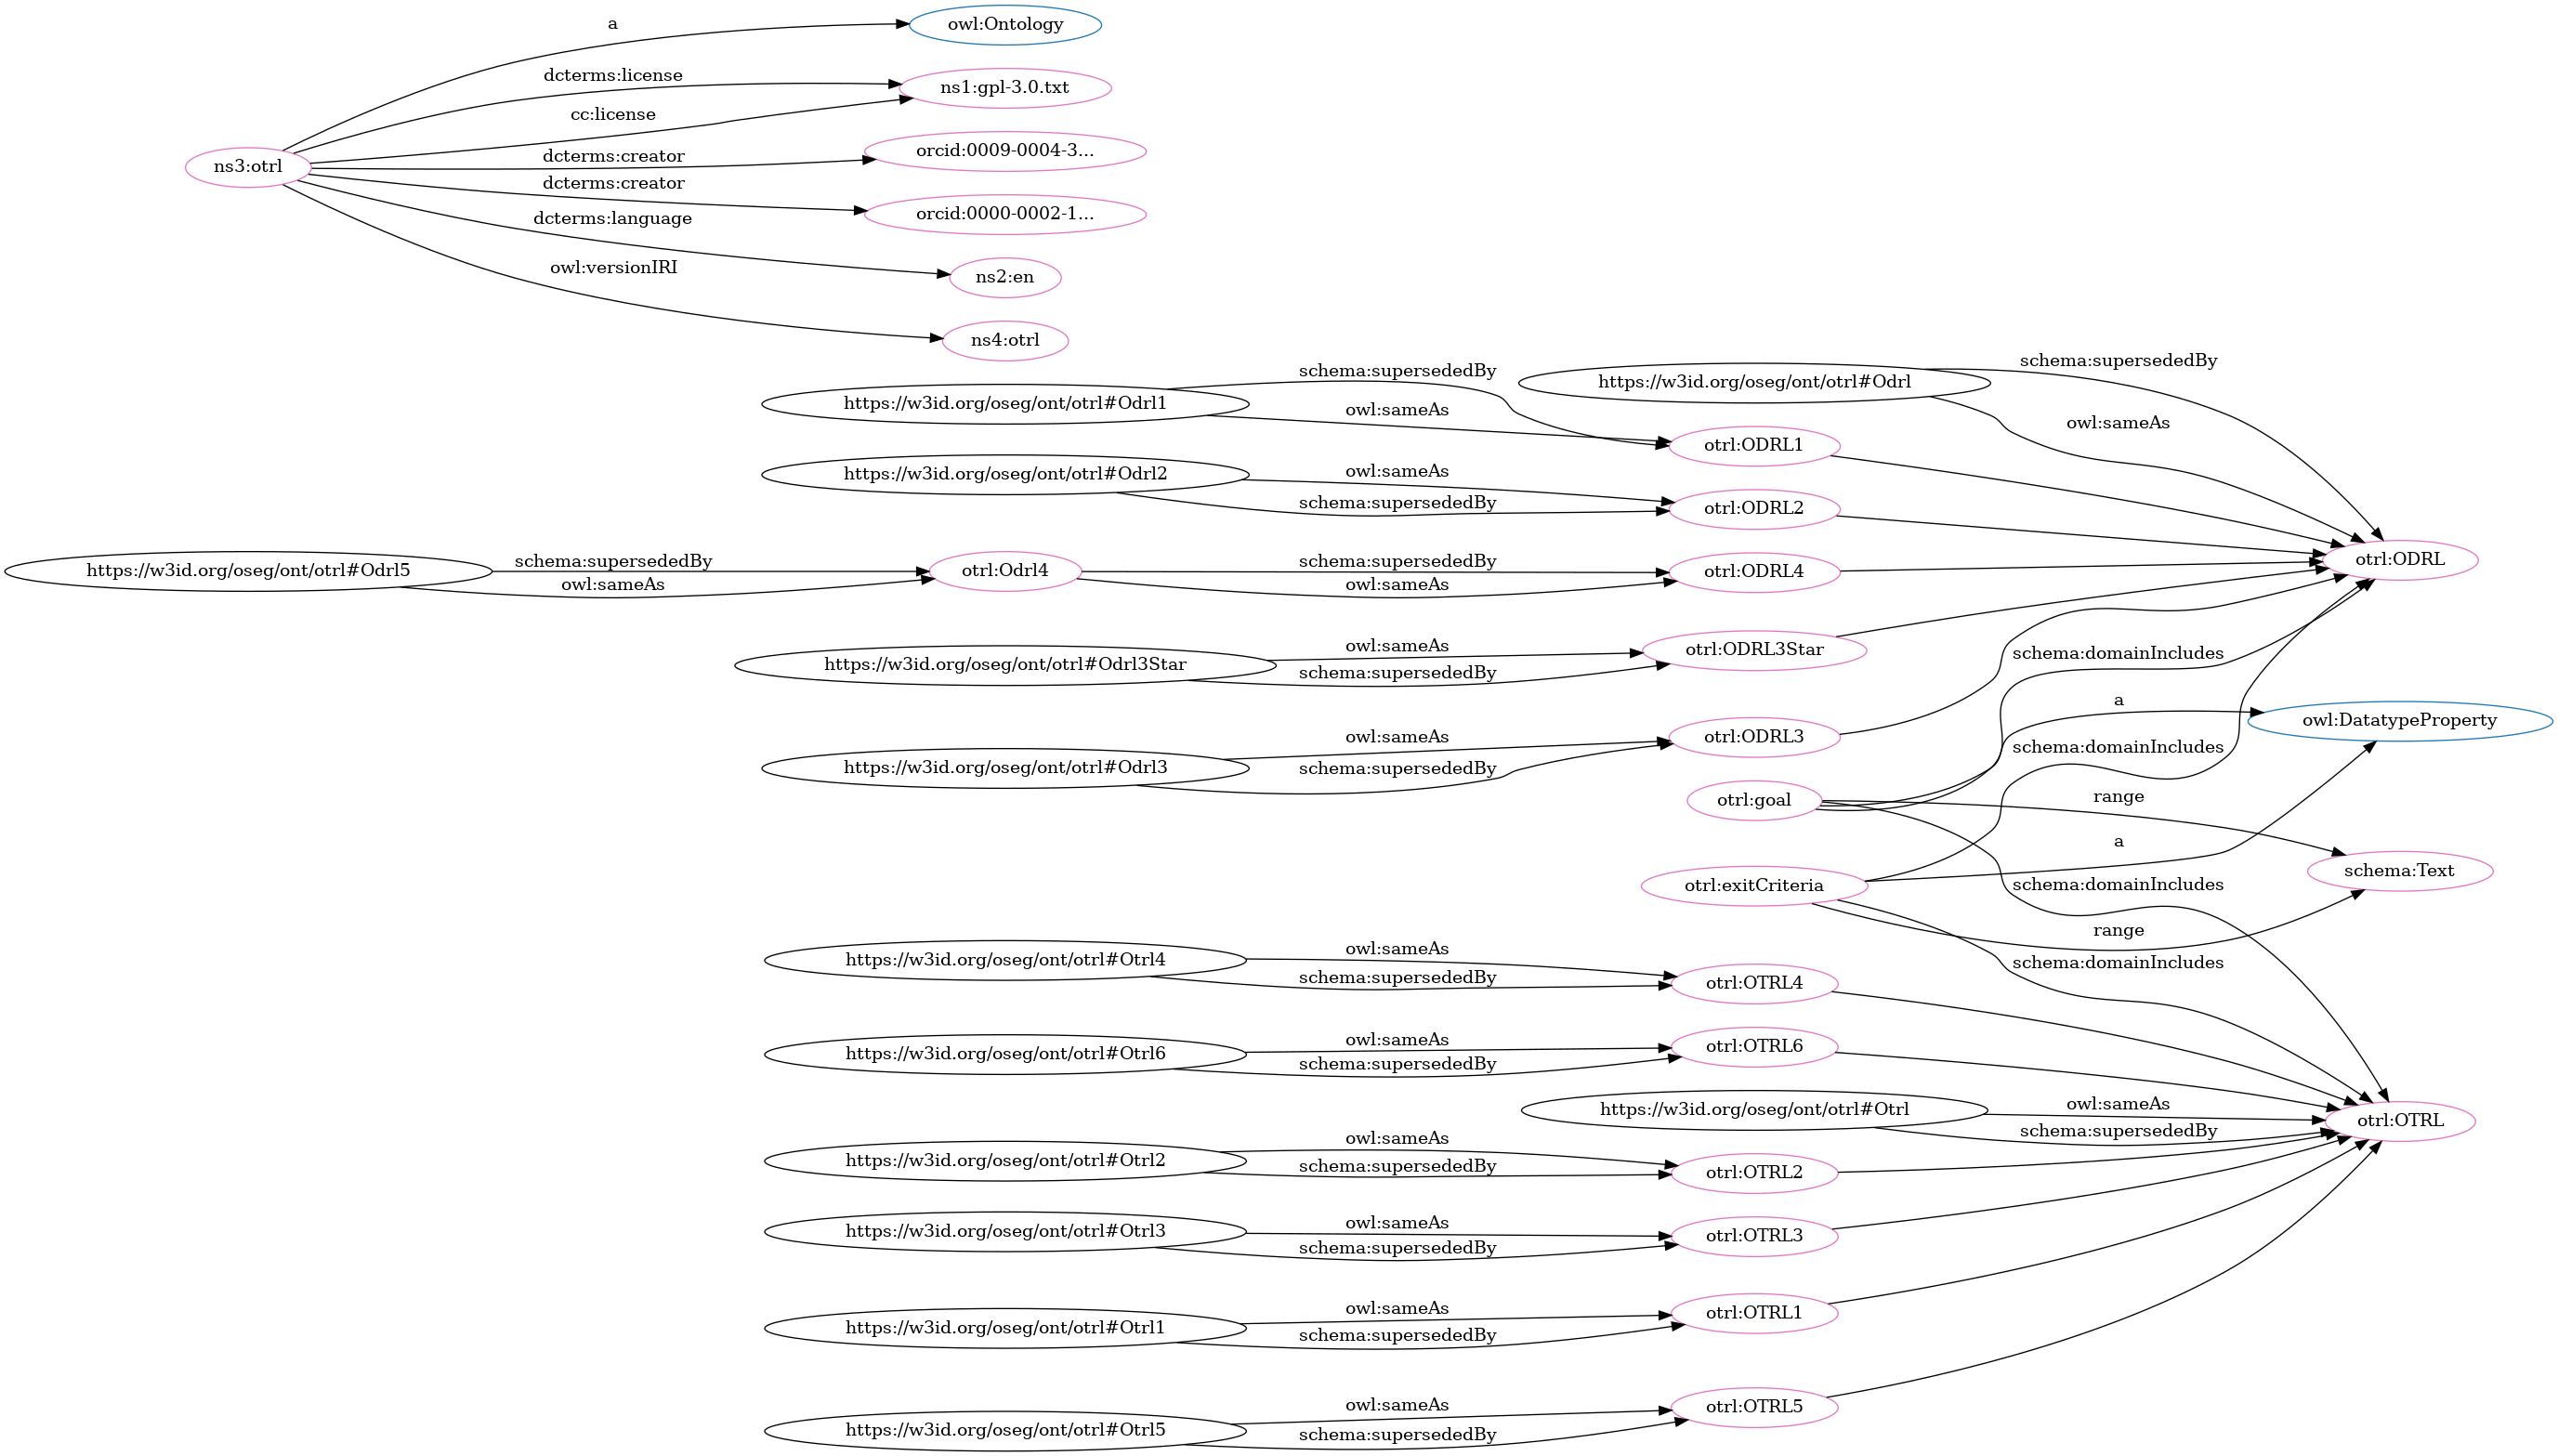 a
owl:Ontology
dcterms:license
ns1:gpl-3.0.txt
cc:license
dcterms:creator
orcid:0009-0004-3...
ns3:otrl
dcterms:creator
orcid:0000-0002-1...
dcterms:language
owl:versionIRI
ns2:en
ns4:otrl
schema:supersededBy
https://w3id.org/oseg/ont/otrl#Odrl
schema:supersededBy
https://w3id.org/oseg/ont/otrl#Odrl1
owl:sameAs
owl:sameAs
otrl:ODRL1
https://w3id.org/oseg/ont/otrl#Odrl2
owl:sameAs
schema:supersededBy
otrl:ODRL2
https://w3id.org/oseg/ont/otrl#Odrl5
schema:supersededBy
owl:sameAs
otrl:Odrl4
schema:supersededBy
owl:sameAs
otrl:ODRL4
otrl:ODRL
https://w3id.org/oseg/ont/otrl#Odrl3Star
owl:sameAs
schema:supersededBy
otrl:ODRL3Star
schema:domainIncludes
a
owl:DatatypeProperty
https://w3id.org/oseg/ont/otrl#Odrl3
owl:sameAs
schema:supersededBy
otrl:ODRL3
schema:domainIncludes
otrl:goal
range
a
schema:Text
otrl:exitCriteria
schema:domainIncludes
range
schema:domainIncludes
https://w3id.org/oseg/ont/otrl#Otrl4
owl:sameAs
schema:supersededBy
otrl:OTRL4
https://w3id.org/oseg/ont/otrl#Otrl6
owl:sameAs
schema:supersededBy
otrl:OTRL6
https://w3id.org/oseg/ont/otrl#Otrl
owl:sameAs
schema:supersededBy
otrl:OTRL
https://w3id.org/oseg/ont/otrl#Otrl2
owl:sameAs
schema:supersededBy
otrl:OTRL2
https://w3id.org/oseg/ont/otrl#Otrl3
owl:sameAs
schema:supersededBy
otrl:OTRL3
https://w3id.org/oseg/ont/otrl#Otrl1
owl:sameAs
schema:supersededBy
otrl:OTRL1
https://w3id.org/oseg/ont/otrl#Otrl5
owl:sameAs
schema:supersededBy
otrl:OTRL5